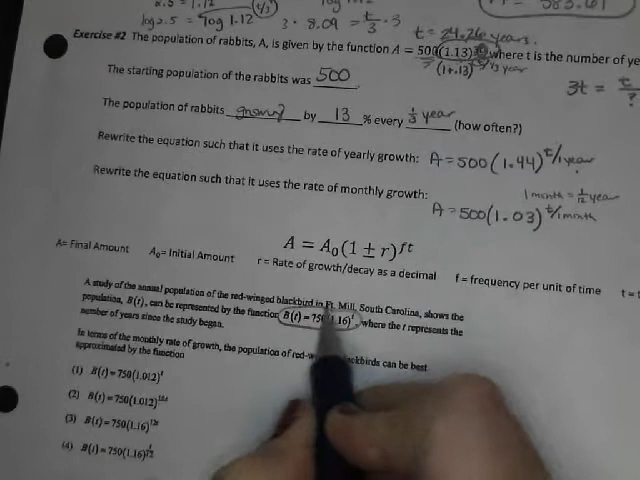 log 2.5 = log 1.12 (t/3)
3 · 8.09 = t/3 · 3
t = 24.26 years.
583.61
Exercise #2 The population of rabbits, A, is given by the function A = 500(1.13) where t is the number of ye
(1+.13) t/⅓ year
The starting population of the rabbits was 500
3t = t/?
The population of rabbits growing by 13 % every ⅓ year (how often?)
Rewrite the equation such that it uses the rate of yearly growth: A = 500(1.44)^t/1 year
Rewrite the equation such that it uses the rate of monthly growth:
1 month = 1/12 year
A = 500(1.03)^t/1 month
A = A₀(1 ± r)^ft
A= Final Amount A₀= Initial Amount r = Rate of growth/decay as a decimal f = frequency per unit of time t = t
A study of the annual population of the red-winged blackbird in Ft. Mill, South Carolina, shows the
population, B(t), can be represented by the function B(t) = 750(1.16)^t, where the t represents the
number of years since the study began.
In terms of the monthly rate of growth, the population of red-w blackbirds can be best
approximated by the function
(1) B(t) = 750(1.012)^t
(2) B(t) = 750(1.012)^12t
(3) B(t) = 750(1.16)^12t
(4) B(t) = 750(1.16)^t/12